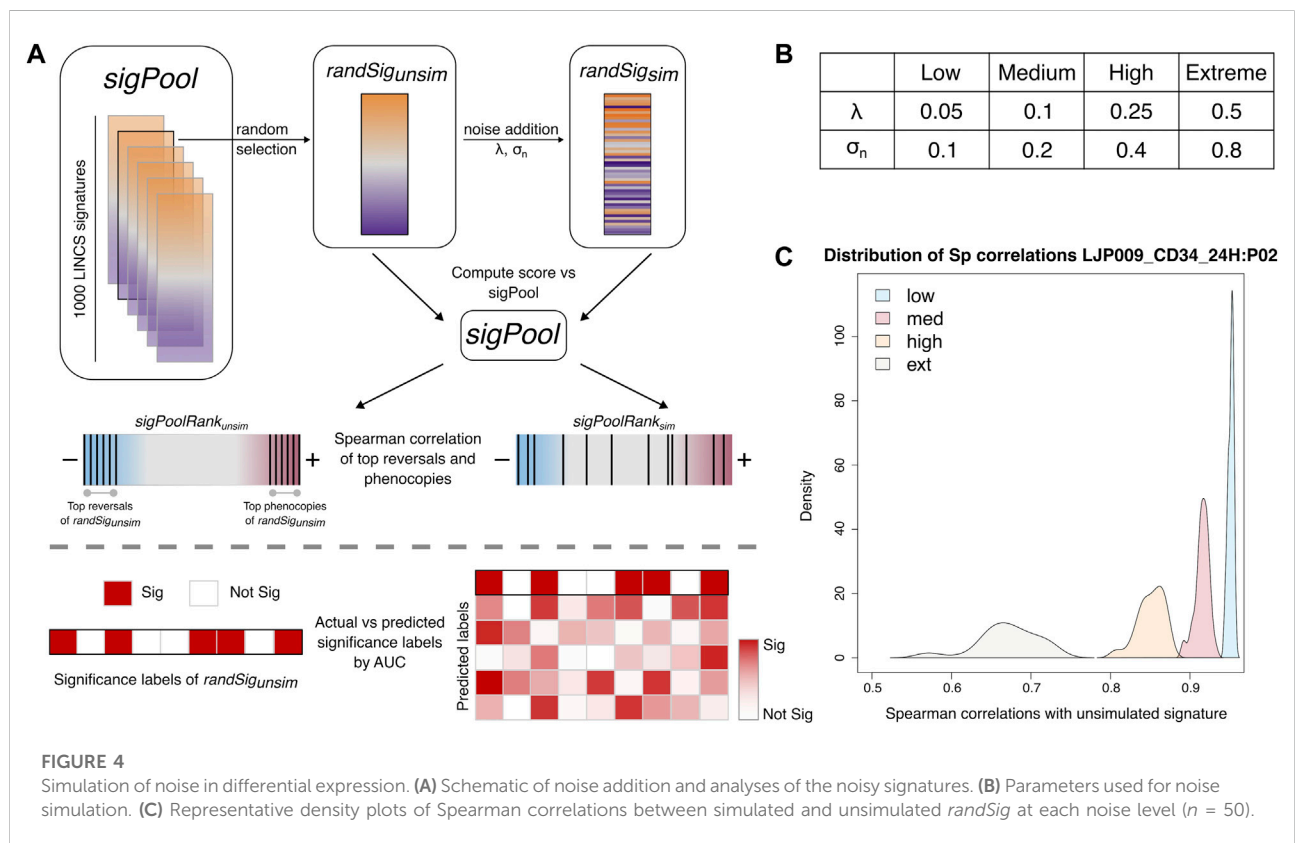 A
sigPool
1000 LINCS signatures
random
selection
randSigunsim
noise addition
λ, σn
randSigsim
Compute score vs
sigPool
sigPool
sigPoolRankunsim
− +
Top reversals
of randSigunsim
Top phenocopies
of randSigunsim
Spearman correlation
of top reversals and
phenocopies
sigPoolRanksim
− +
Sig Not Sig
Significance labels of randSigunsim
Actual vs predicted
significance labels
by AUC
Predicted labels
Sig
Not Sig
B
Low Medium High Extreme
λ 0.05 0.1 0.25 0.5
σn 0.1 0.2 0.4 0.8
C
Distribution of Sp correlations LJP009_CD34_24H:P02
low
med
high
ext
Density
100
80
60
40
20
0
0.5 0.6 0.7 0.8 0.9
Spearman correlations with unsimulated signature
FIGURE 4
Simulation of noise in differential expression. (A) Schematic of noise addition and analyses of the noisy signatures. (B) Parameters used for noise
simulation. (C) Representative density plots of Spearman correlations between simulated and unsimulated randSig at each noise level (n = 50).